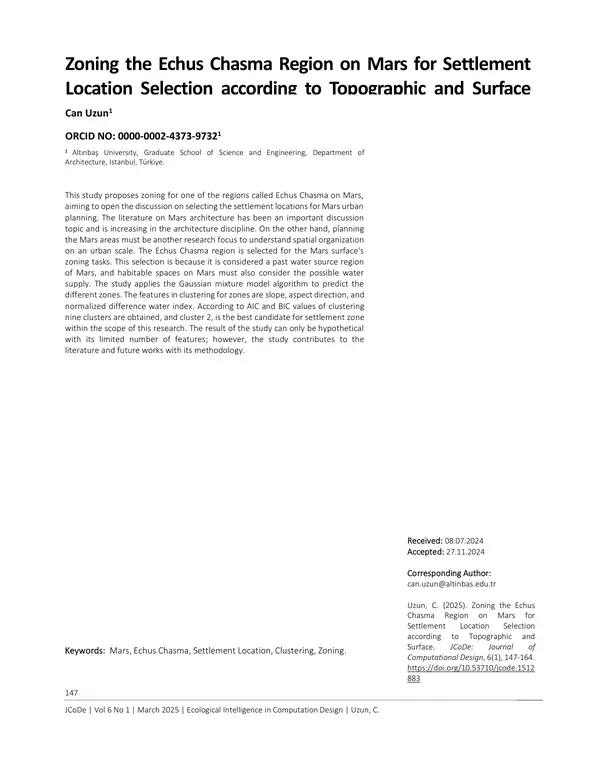 Zoning the Echus Chasma Region on Mars for Settlement
Location Selection according to Topographic and Surface
Can Uzun¹
ORCID NO: 0000-0002-4373-9732¹
¹ Altınbaş University, Graduate School of Science and Engineering, Department of
Architecture, Istanbul, Türkiye.
This study proposes zoning for one of the regions called Echus Chasma on Mars,
aiming to open the discussion on selecting the settlement locations for Mars urban
planning. The literature on Mars architecture has been an important discussion
topic and is increasing in the architecture discipline. On the other hand, planning
the Mars areas must be another research focus to understand spatial organization
on an urban scale. The Echus Chasma region is selected for the Mars surface's
zoning tasks. This selection is because it is considered a past water source region
of Mars, and habitable spaces on Mars must also consider the possible water
supply. The study applies the Gaussian mixture model algorithm to predict the
different zones. The features in clustering for zones are slope, aspect direction, and
normalized difference water index. According to AIC and BIC values of clustering
nine clusters are obtained, and cluster 2, is the best candidate for settlement zone
within the scope of this research. The result of the study can only be hypothetical
with its limited number of features; however, the study contributes to the
literature and future works with its methodology.
Received: 08.07.2024
Accepted: 27.11.2024
Corresponding Author:
can.uzun@altinbas.edu.tr
Uzun, C. (2025). Zoning the Echus
Chasma Region on Mars for
Settlement Location Selection
according to Topographic and
Surface. JCoDe: Journal of
Computational Design, 6(1), 147-164.
https://doi.org/10.53710/jcode.1512
883
Keywords: Mars, Echus Chasma, Settlement Location, Clustering, Zoning.
147
JCoDe | Vol 6 No 1 | March 2025 | Ecological Intelligence in Computation Design | Uzun, C.